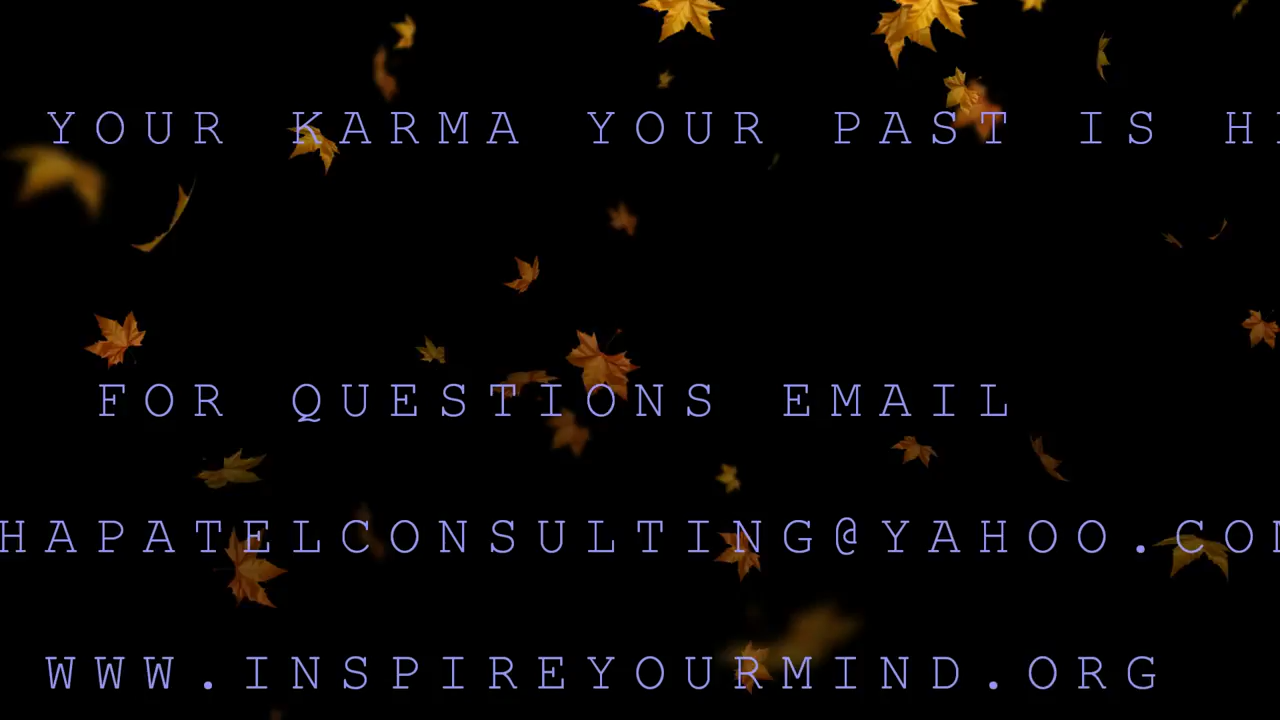 YOUR KARMA YOUR PAST IS
FOR QUESTIONS EMAIL
HAPATELCONSULTING@YAHOO.CO
WWW.INSPIREYOURMIND.ORG